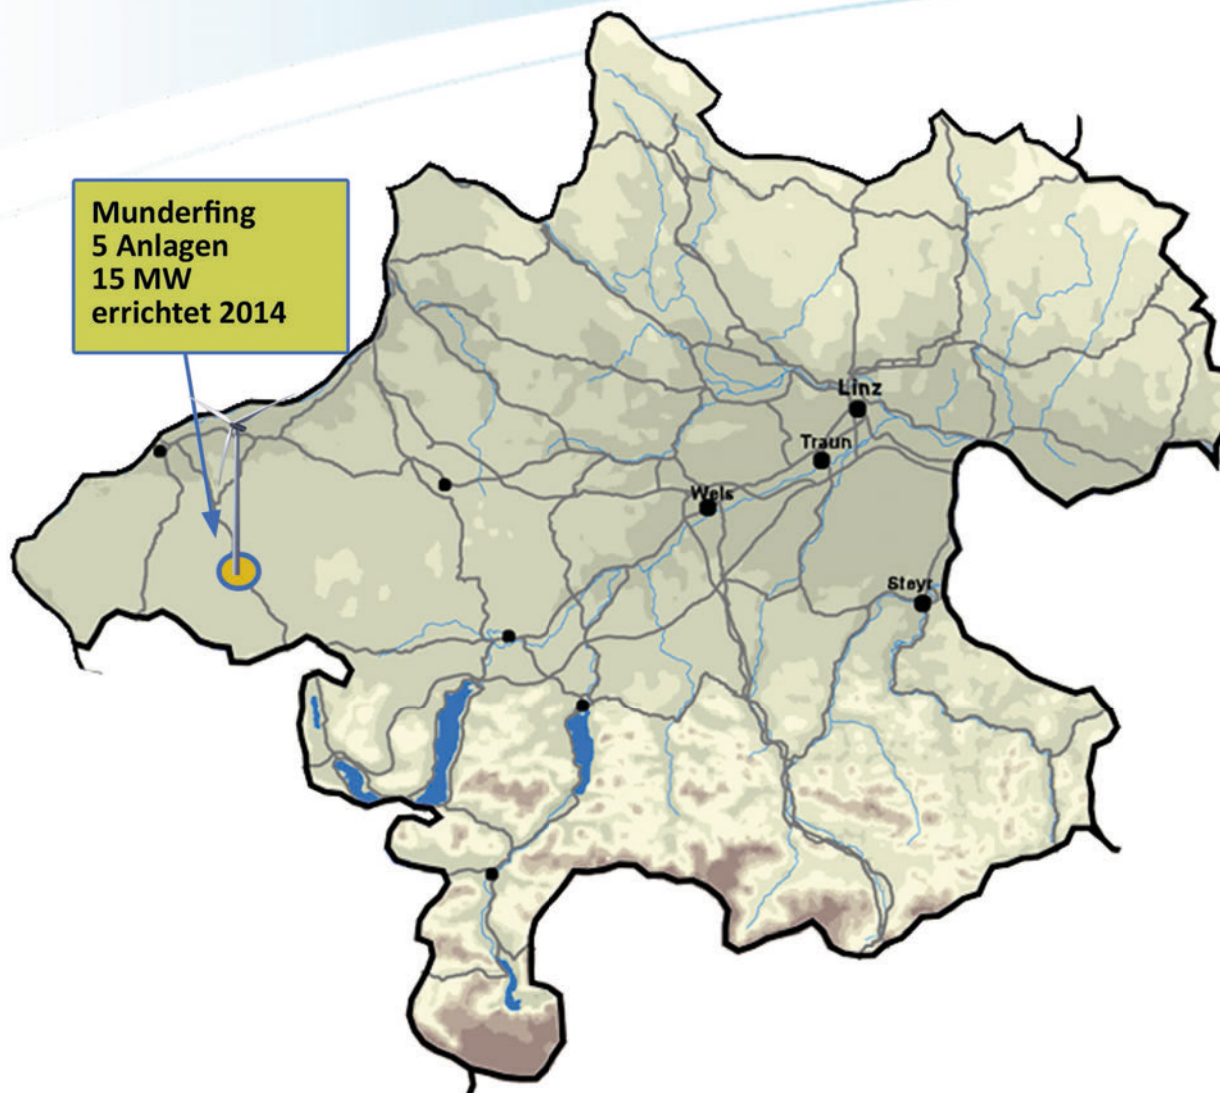 Munderfing
5 Anlagen
15 MW
errichtet 2014
Linz
Traun
Wels
Steyr